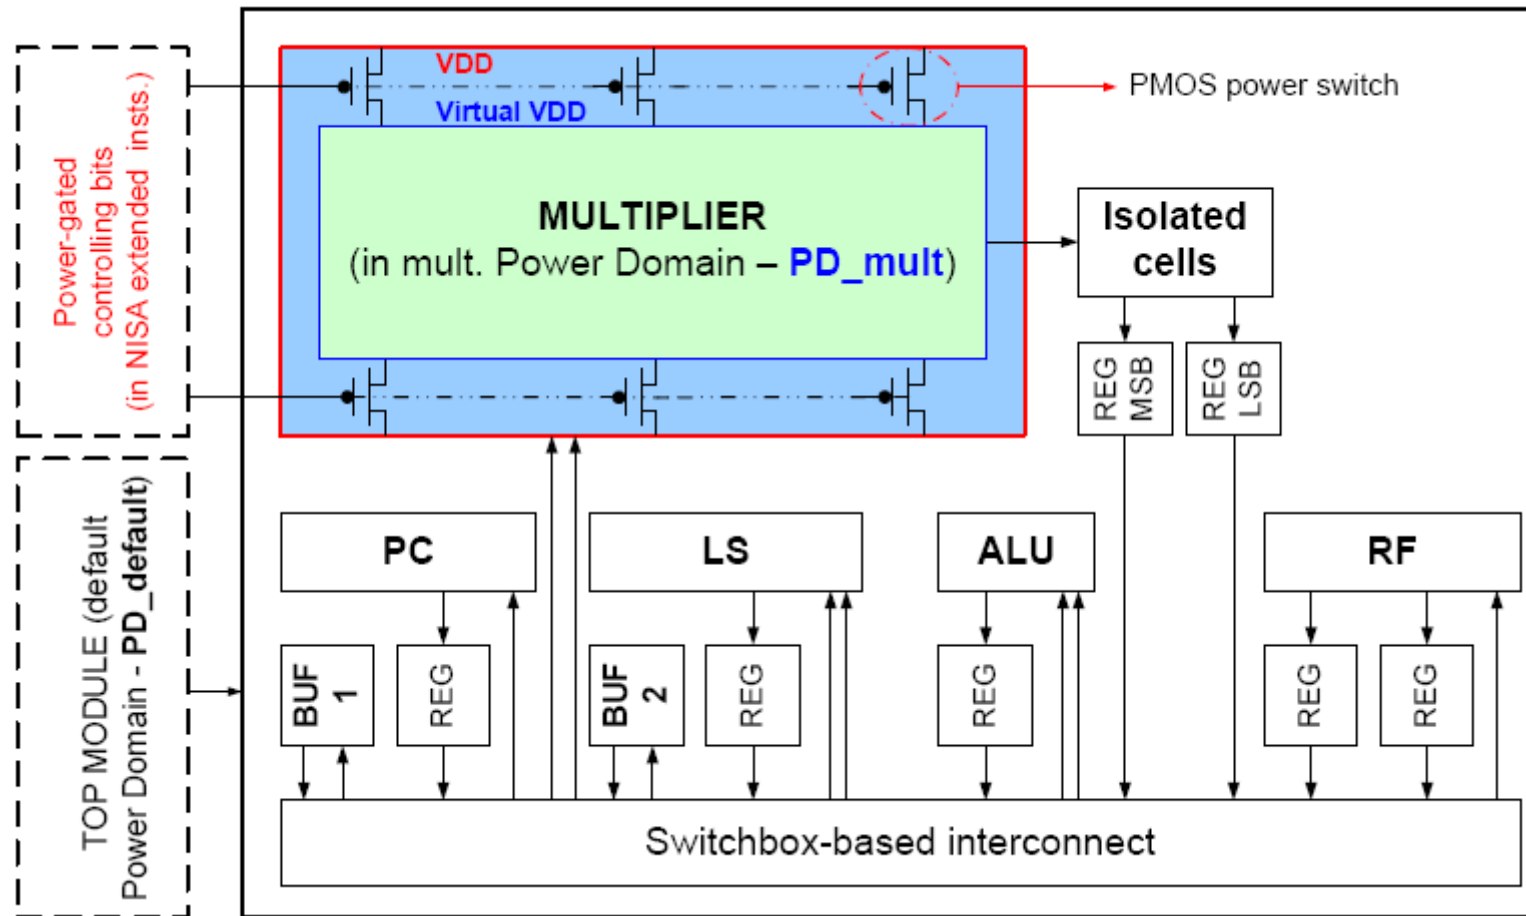 Power-gated
controlling bits
(in NISA extended insts.)
VDD
Virtual VDD
PMOS power switch
MULTIPLIER
(in mult. Power Domain – PD_mult)
Isolated
cells
REG
MSB
REG
LSB
TOP MODULE (default
Power Domain - PD_default)
PC
LS
ALU
RF
BUF
1
REG
BUF
2
REG
REG
REG
REG
Switchbox-based interconnect